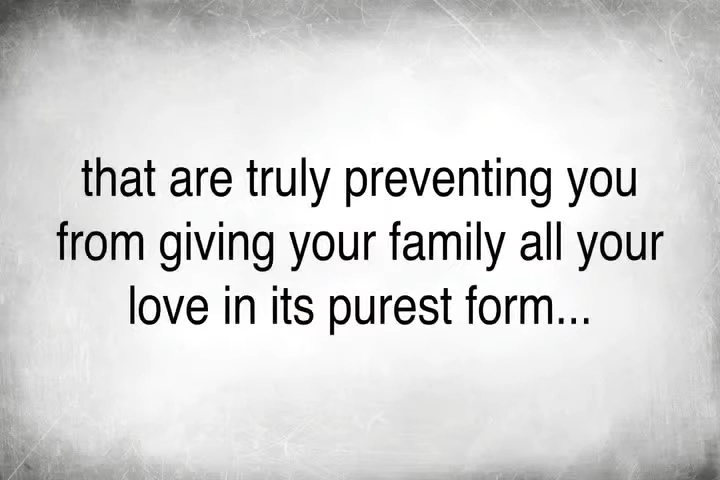 that are truly preventing you
from giving your family all your
love in its purest form...